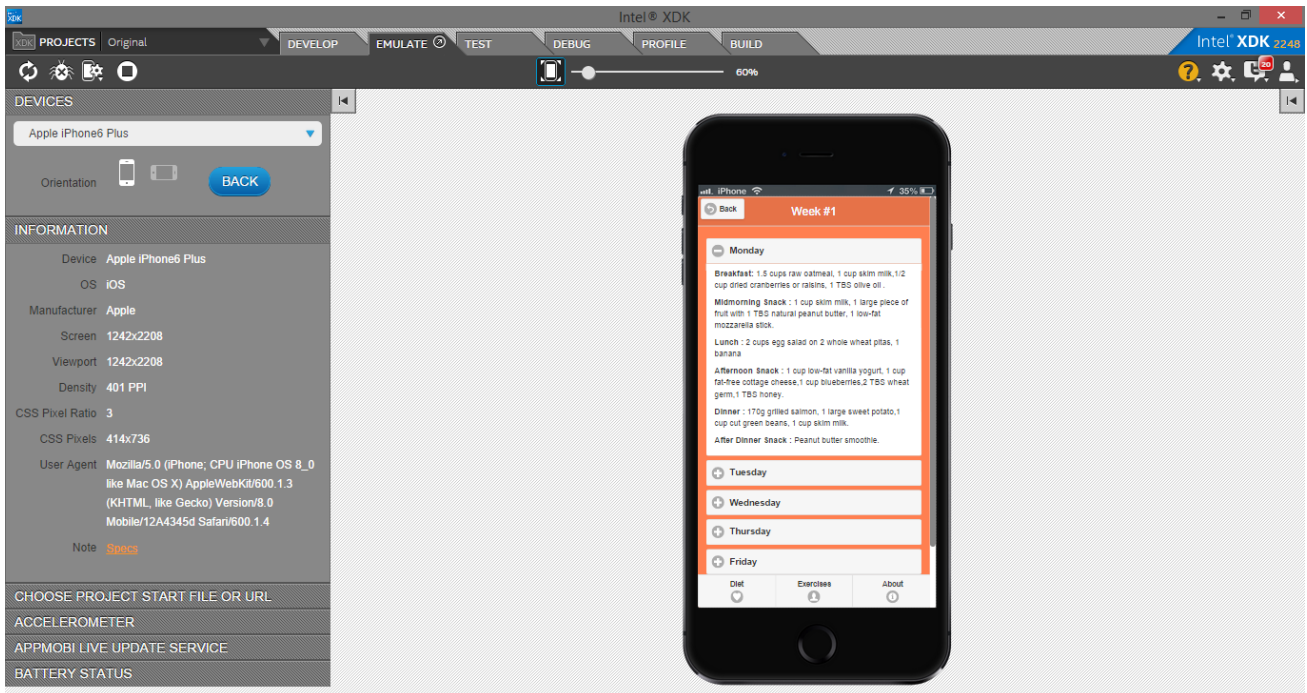 XDK Intel® XDK
XDK PROJECTS Original DEVELOP EMULATE TEST DEBUG PROFILE BUILD Intel® XDK 2248
60% ? 20
DEVICES
Apple iPhone6 Plus
Orientation BACK
INFORMATION
Device Apple iPhone6 Plus
OS iOS
Manufacturer Apple
Screen 1242x2208
Viewport 1242x2208
Density 401 PPI
CSS Pixel Ratio 3
CSS Pixels 414x736
User Agent Mozilla/5.0 (iPhone; CPU iPhone OS 8_0
like Mac OS X) AppleWebKit/600.1.3
(KHTML, like Gecko) Version/8.0
Mobile/12A4345d Safari/600.1.4
Note Specs
CHOOSE PROJECT START FILE OR URL
ACCELEROMETER
APPMOBI LIVE UPDATE SERVICE
BATTERY STATUS
iPhone 35%
Back Week #1
Monday
Breakfast: 1.5 cups raw oatmeal, 1 cup skim milk,1/2
cup dried cranberries or raisins, 1 TBS olive oil .
Midmorning Snack : 1 cup skim milk, 1 large piece of
fruit with 1 TBS natural peanut butter, 1 low-fat
mozzarella stick.
Lunch : 2 cups egg salad on 2 whole wheat pitas, 1
banana
Afternoon Snack : 1 cup low-fat vanilla yogurt, 1 cup
fat-free cottage cheese,1 cup blueberries,2 TBS wheat
germ,1 TBS honey.
Dinner : 170g grilled salmon, 1 large sweet potato,1
cup cut green beans, 1 cup skim milk.
After Dinner Snack : Peanut butter smoothie.
Tuesday
Wednesday
Thursday
Friday
Diet Exercises About